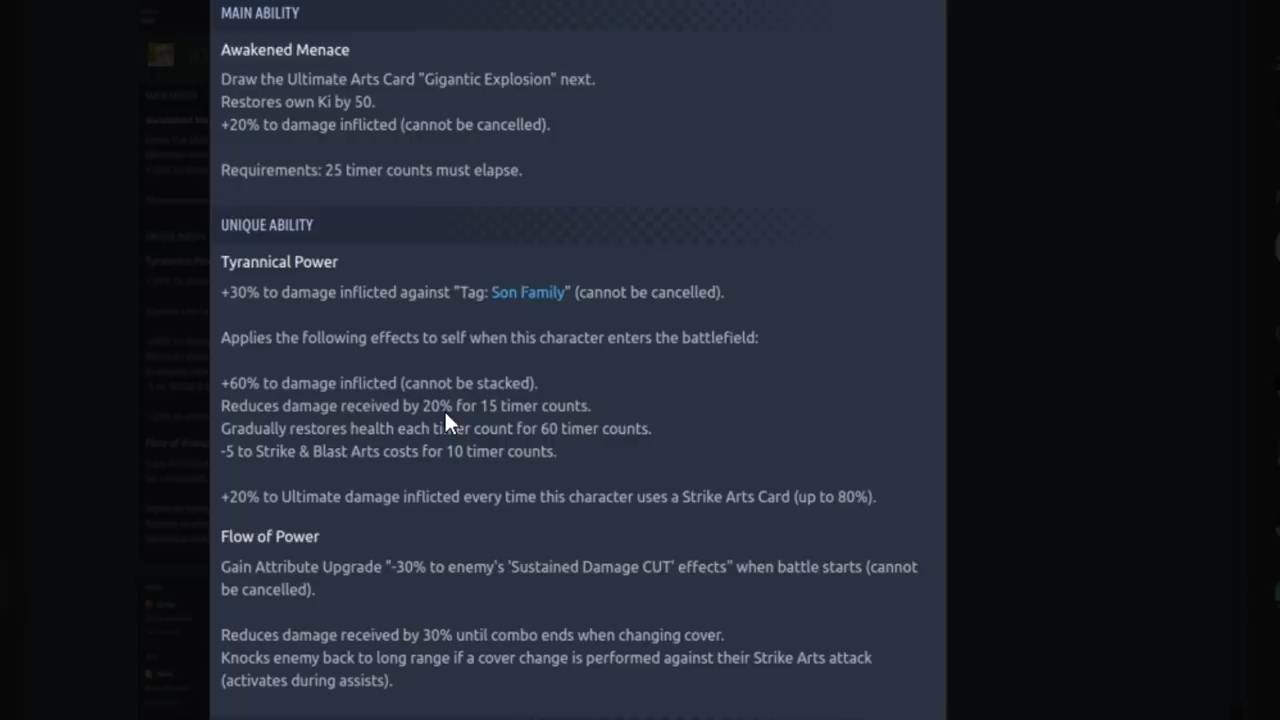 MAIN ABILITY
Awakened Menace
Draw the Ultimate Arts Card "Gigantic Explosion" next.
Restores own Ki by 50.
+20% to damage inflicted (cannot be cancelled).
Requirements: 25 timer counts must elapse.
UNIQUE ABILITY
Tyrannical Power
+30% to damage inflicted against "Tag: Son Family" (cannot be cancelled).
Applies the following effects to self when this character enters the battlefield:
+60% to damage inflicted (cannot be stacked).
Reduces damage received by 20% for 15 timer counts.
Gradually restores health each timer count for 60 timer counts.
-5 to Strike & Blast Arts costs for 10 timer counts.
+20% to Ultimate damage inflicted every time this character uses a Strike Arts Card (up to 80%).
Flow of Power
Gain Attribute Upgrade "-30% to enemy's 'Sustained Damage CUT' effects" when battle starts (cannot
be cancelled).
Reduces damage received by 30% until combo ends when changing cover.
Knocks enemy back to long range if a cover change is performed against their Strike Arts attack
(activates during assists).